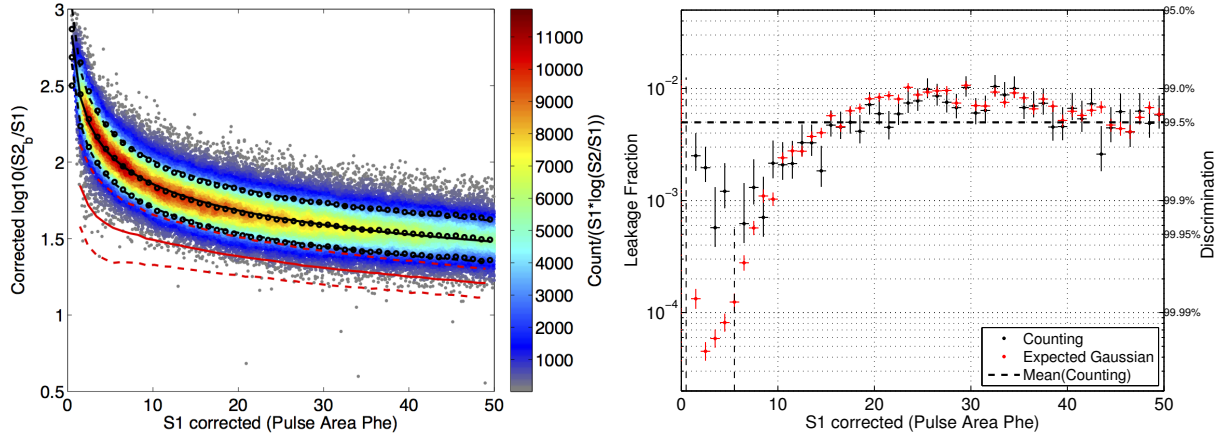 3
2.5
2
1.5
1
0.5
Corrected log10(S2_b/S1)
0 10 20 30 40 50
S1 corrected (Pulse Area Phe)
11000
10000
9000
8000
7000
6000
5000
4000
3000
2000
1000
Count/(S1*log(S2/S1))
10^-2
10^-3
10^-4
Leakage Fraction
0 10 20 30 40 50
S1 corrected (Pulse Area Phe)
Counting
Expected Gaussian
Mean(Counting)
95.0%
99.0%
99.5%
99.9%
99.95%
99.99%
Discrimination